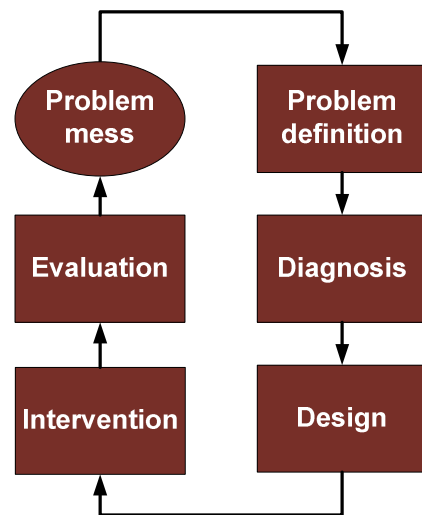 Problem
mess
Problem
definition
Evaluation
Diagnosis
Intervention
Design